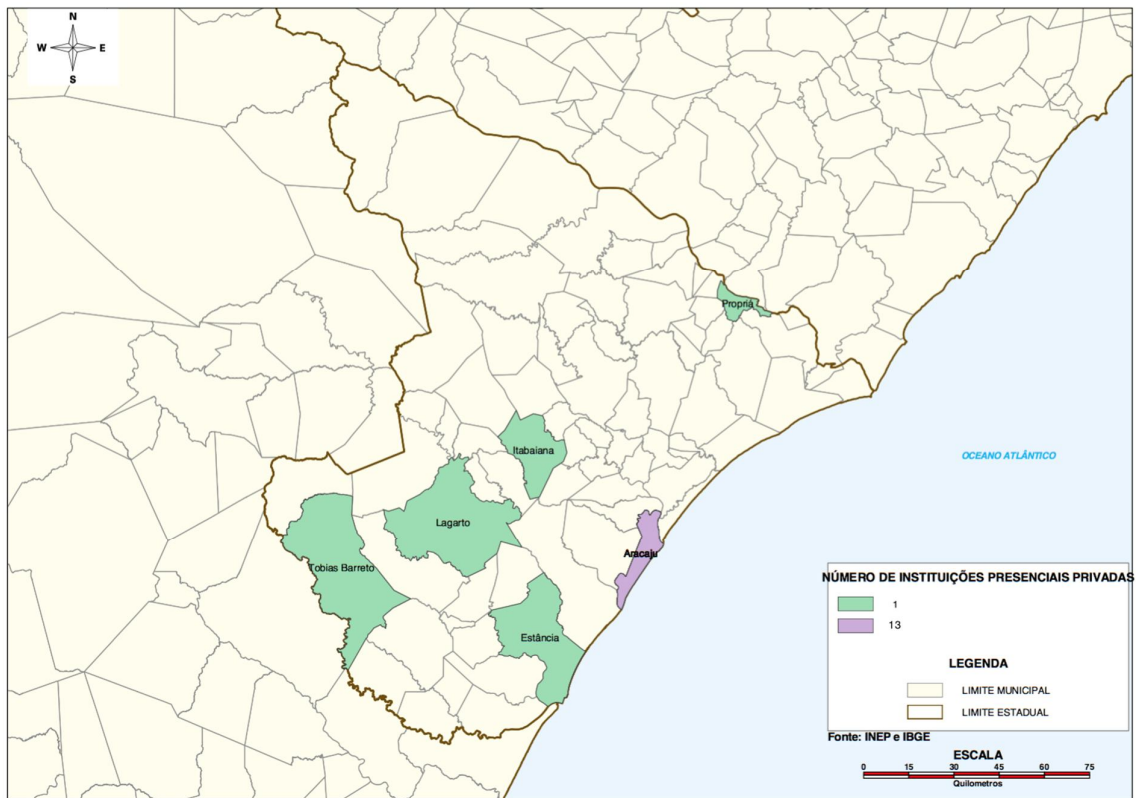 N
W E
S
Propriá
Itabaiana
OCEANO ATLÂNTICO
Lagarto
Aracaju
Tobias Barreto
Estância
NÚMERO DE INSTITUIÇÕES PRESENCIAIS PRIVADAS
1
13
LEGENDA
LIMITE MUNICIPAL
LIMITE ESTADUAL
Fonte: INEP e IBGE
ESCALA
0 15 30 45 60 75
Quilometros